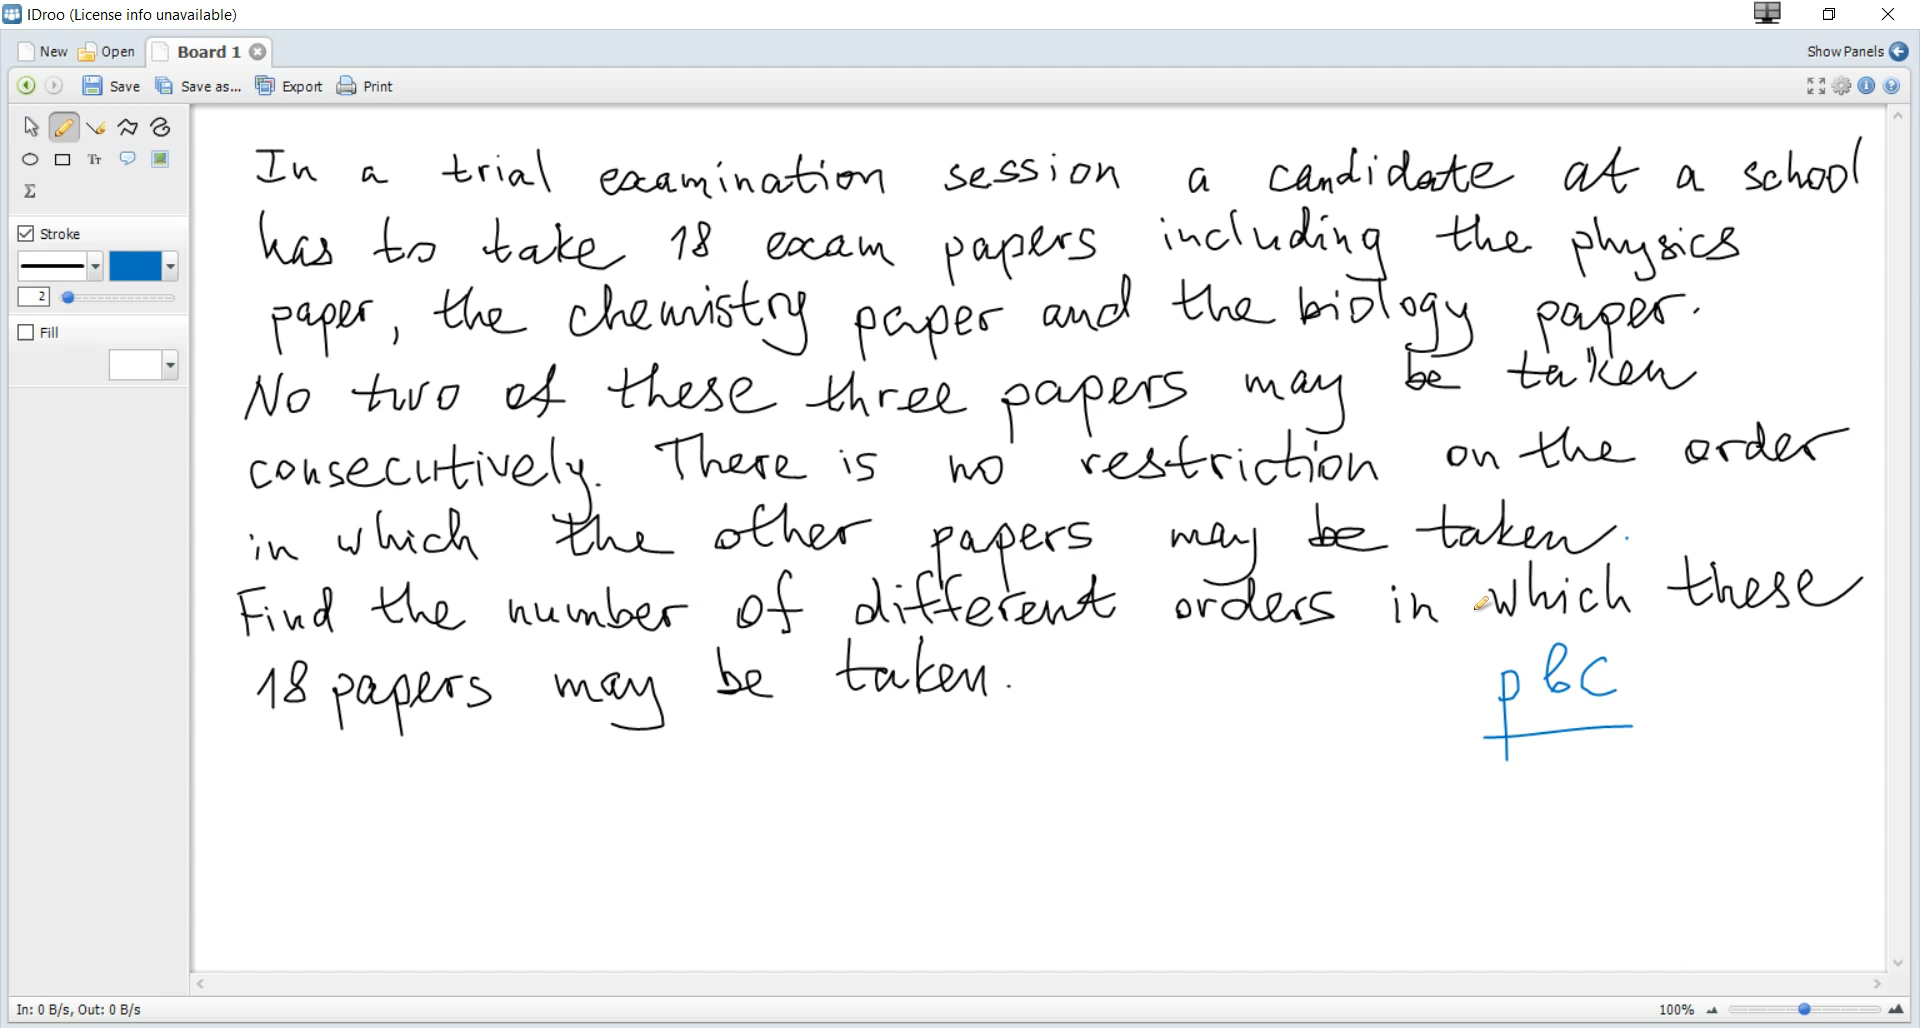 IDroo (License info unavailable)
New Open Board 1 Show Panels
Save Save as... Export Print
Tт
Σ
Stroke
2
Fill
In a trial examination session a candidate at a school
has to take 18 exam papers including the physics
paper, the chemistry paper and the biology paper.
No two of these three papers may be taken
consecutively. There is no restriction on the order
in which the other papers may be taken.
Find the number of different orders in which these
18 papers may be taken.
p b c
In: 0 B/s, Out: 0 B/s 100%